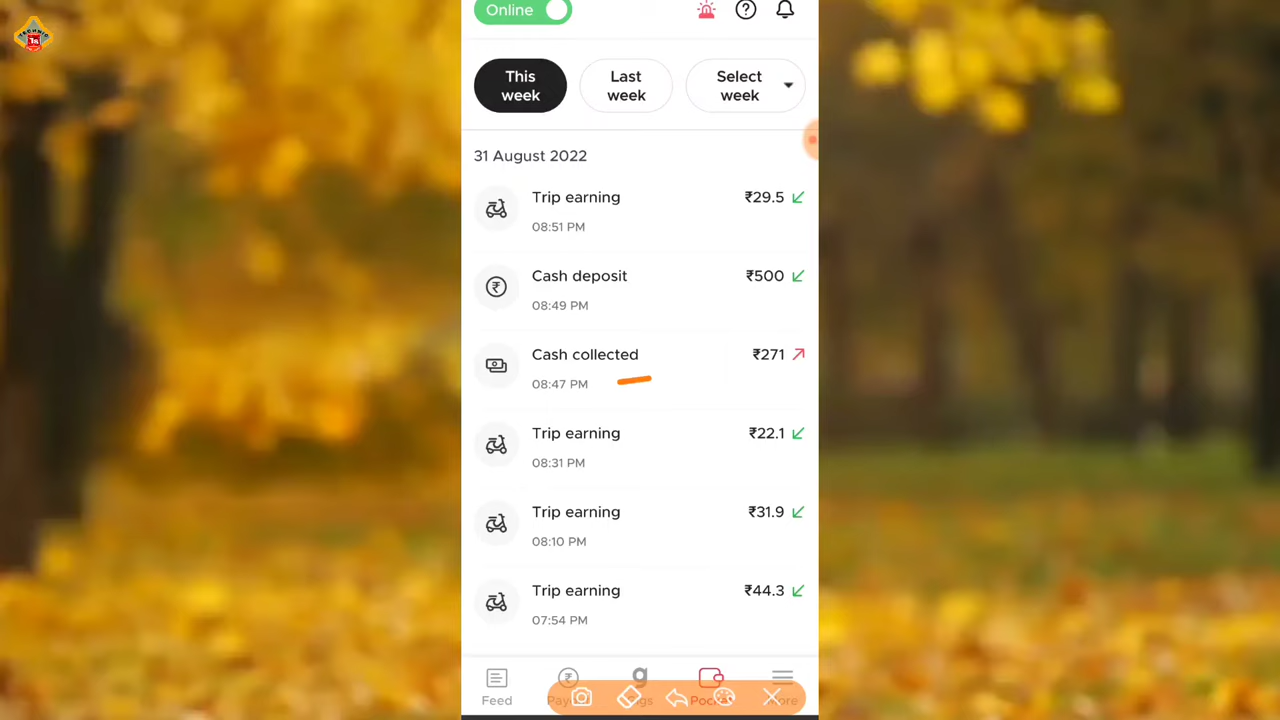 Online
This week
Last week
Select week
31 August 2022
Trip earning ₹29.5
08:51 PM
Cash deposit ₹500
08:49 PM
Cash collected ₹271
08:47 PM
Trip earning ₹22.1
08:31 PM
Trip earning ₹31.9
08:10 PM
Trip earning ₹44.3
07:54 PM
Feed